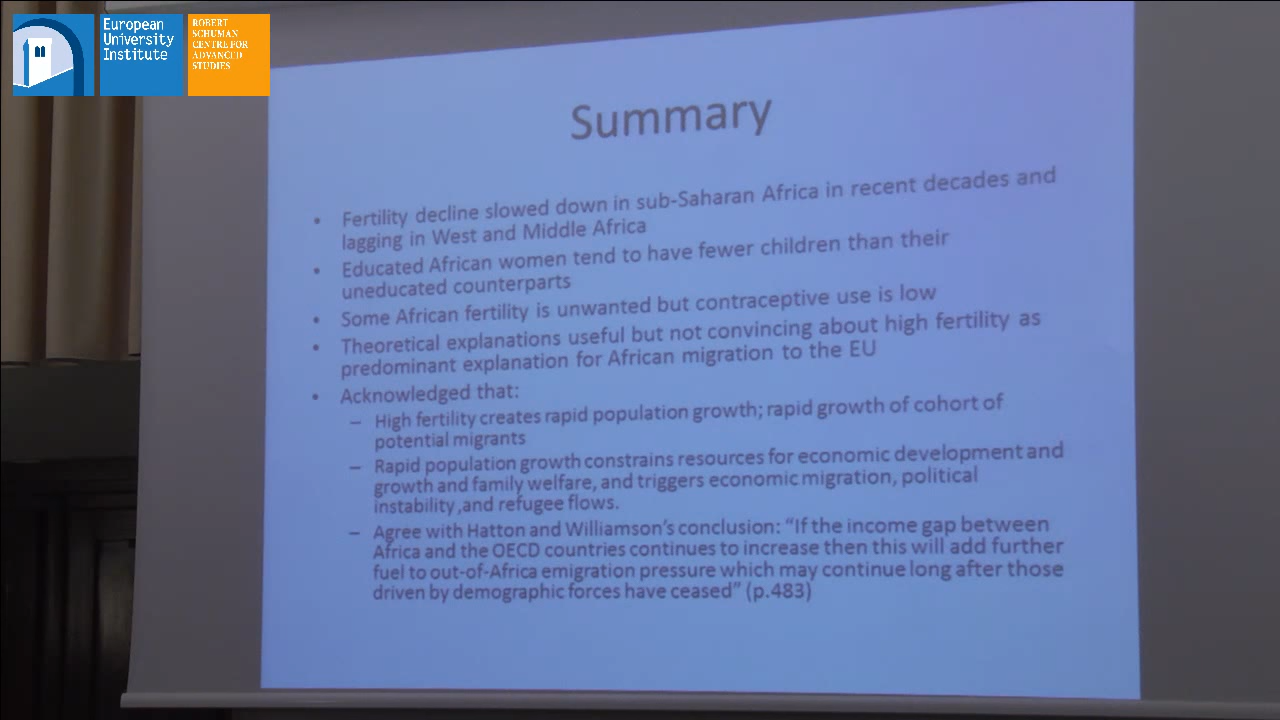 European
University
Institute
ROBERT
SCHUMAN
CENTRE FOR
ADVANCED
STUDIES
Summary
• Fertility decline slowed down in sub-Saharan Africa in recent decades and
lagging in West and Middle Africa
• Educated African women tend to have fewer children than their
uneducated counterparts
• Some African fertility is unwanted but contraceptive use is low
• Theoretical explanations useful but not convincing about high fertility as
predominant explanation for African migration to the EU
• Acknowledged that:
– High fertility creates rapid population growth; rapid growth of cohort of
potential migrants
– Rapid population growth constrains resources for economic development and
growth and family welfare, and triggers economic migration, political
instability ,and refugee flows.
– Agree with Hatton and Williamson's conclusion: “If the income gap between
Africa and the OECD countries continues to increase then this will add further
fuel to out-of-Africa emigration pressure which may continue long after those
driven by demographic forces have ceased” (p.483)